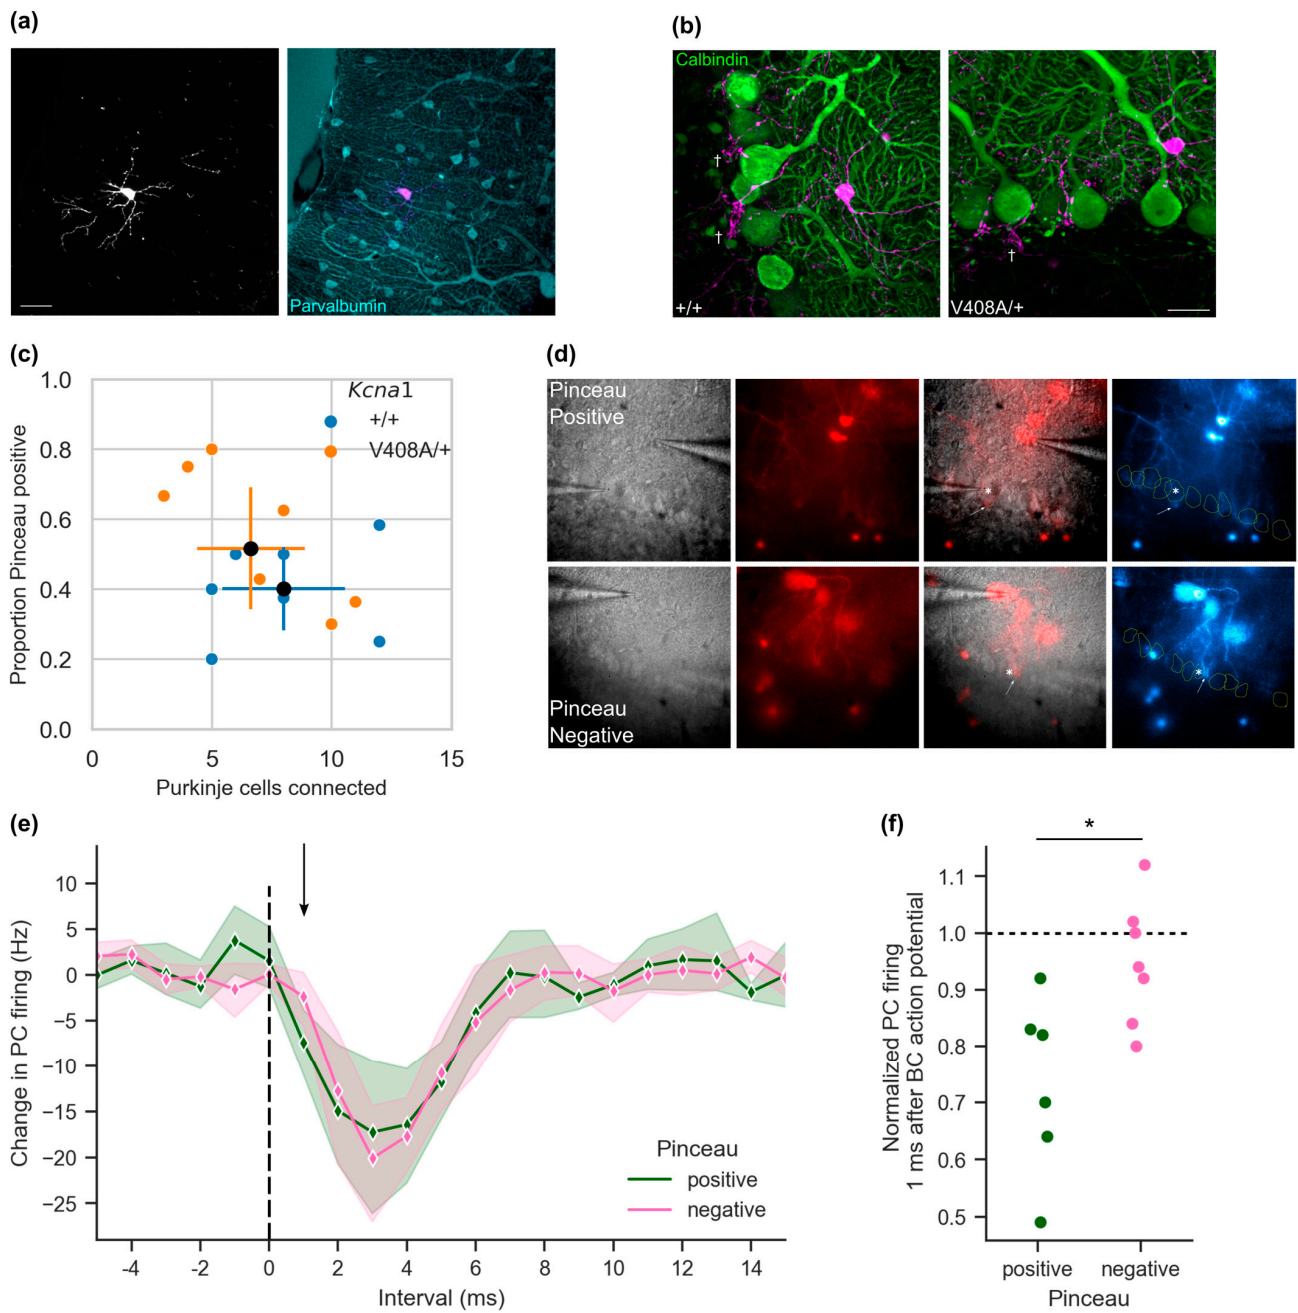 (a)
Parvalbumin
(b)
Calbindin
†
†
+/+
†
V408A/+
(c)
1.0
0.8
0.6
0.4
0.2
0.0
Proportion Pinceau positive
Kcna1
+/+
V408A/+
0 5 10 15
Purkinje cells connected
(d)
Pinceau
Positive
*
*
Pinceau
Negative
*
*
(e)
10
5
0
−5
−10
−15
−20
−25
Change in PC firing (Hz)
Pinceau
positive
negative
-4 -2 0 2 4 6 8 10 12 14
Interval (ms)
(f)
*
1.1
1.0
0.9
0.8
0.7
0.6
0.5
Normalized PC firing
1 ms after BC action potential
positive negative
Pinceau